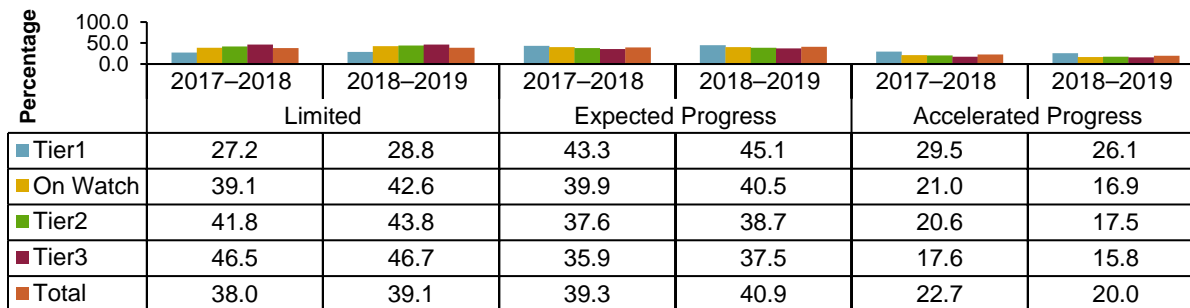 Percentage
100.0
50.0
0.0
2017–2018 2018–2019 2017–2018 2018–2019 2017–2018 2018–2019
Limited Expected Progress Accelerated Progress
Tier1 27.2 28.8 43.3 45.1 29.5 26.1
On Watch 39.1 42.6 39.9 40.5 21.0 16.9
Tier2 41.8 43.8 37.6 38.7 20.6 17.5
Tier3 46.5 46.7 35.9 37.5 17.6 15.8
Total 38.0 39.1 39.3 40.9 22.7 20.0